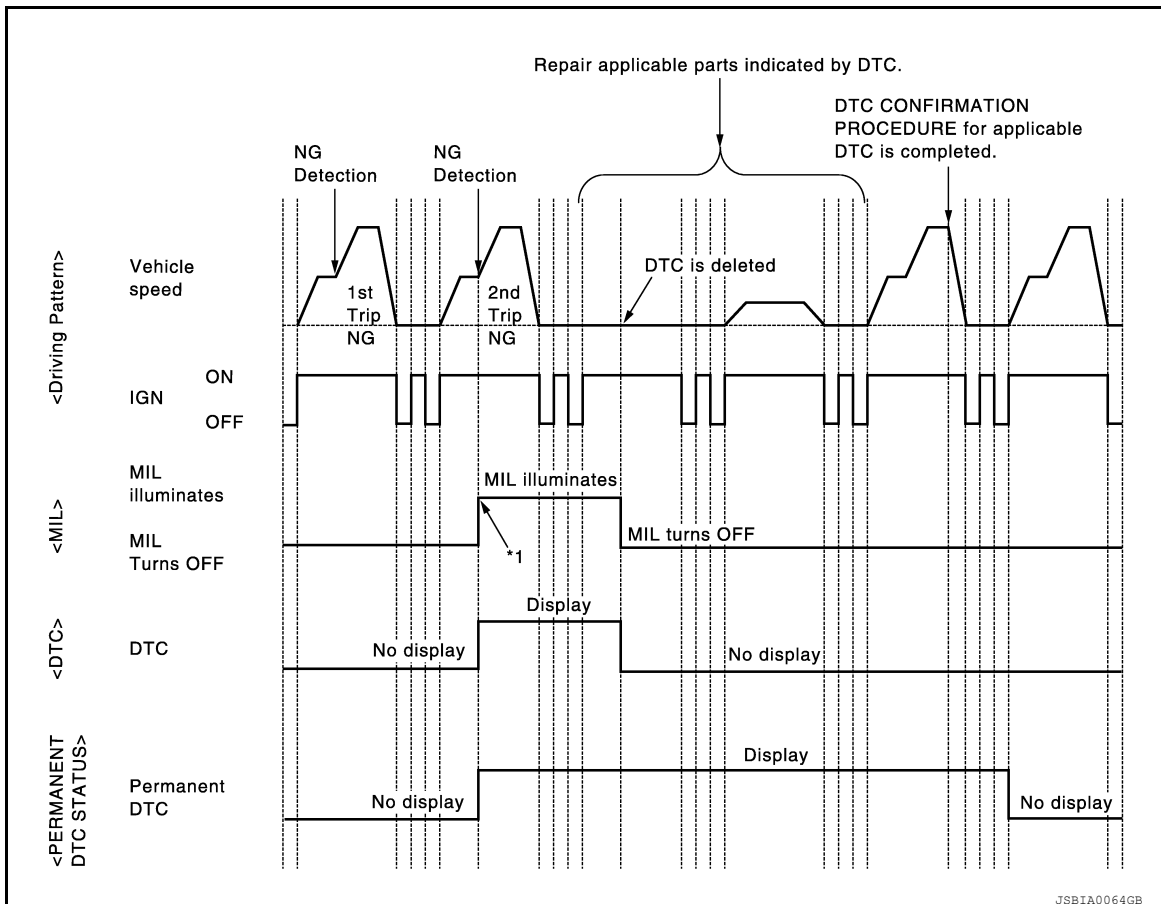 Repair applicable parts indicated by DTC.
DTC CONFIRMATION
PROCEDURE for applicable
DTC is completed.
NG
Detection
NG
Detection
<Driving Pattern>
Vehicle
speed
1st
Trip
NG
2nd
Trip
NG
DTC is deleted
IGN
ON
OFF
<MIL>
MIL
illuminates
MIL illuminates
MIL
Turns OFF
*1
MIL turns OFF
<DTC>
DTC
No display
Display
No display
<PERMANENT
DTC STATUS>
Permanent
DTC
No display
Display
No display
JSBIA0064GB